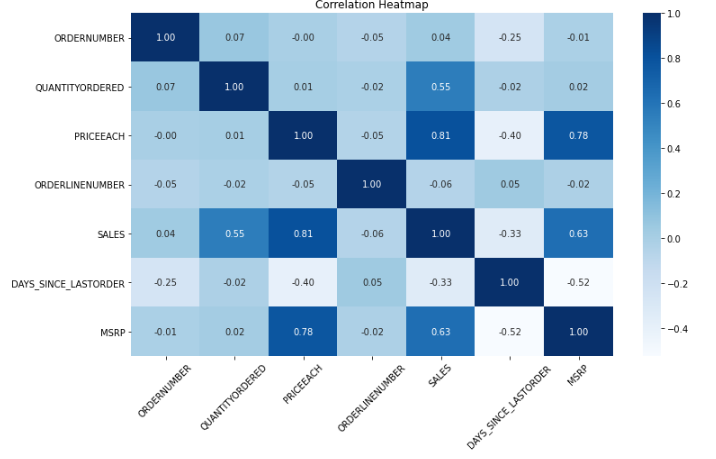 Correlation Heatmap
ORDERNUMBER 1.00 0.07 -0.00 -0.05 0.04 -0.25 -0.01
QUANTITYORDERED 0.07 1.00 0.01 -0.02 0.55 -0.02 0.02
PRICEEACH -0.00 0.01 1.00 -0.05 0.81 -0.40 0.78
ORDERLINENUMBER -0.05 -0.02 -0.05 1.00 -0.06 0.05 -0.02
SALES 0.04 0.55 0.81 -0.06 1.00 -0.33 0.63
DAYS_SINCE_LASTORDER -0.25 -0.02 -0.40 0.05 -0.33 1.00 -0.52
MSRP -0.01 0.02 0.78 -0.02 0.63 -0.52 1.00
ORDERNUMBER
QUANTITYORDERED
PRICEEACH
ORDERLINENUMBER
SALES
DAYS_SINCE_LASTORDER
MSRP
1.0
0.8
0.6
0.4
0.2
0.0
−0.2
−0.4